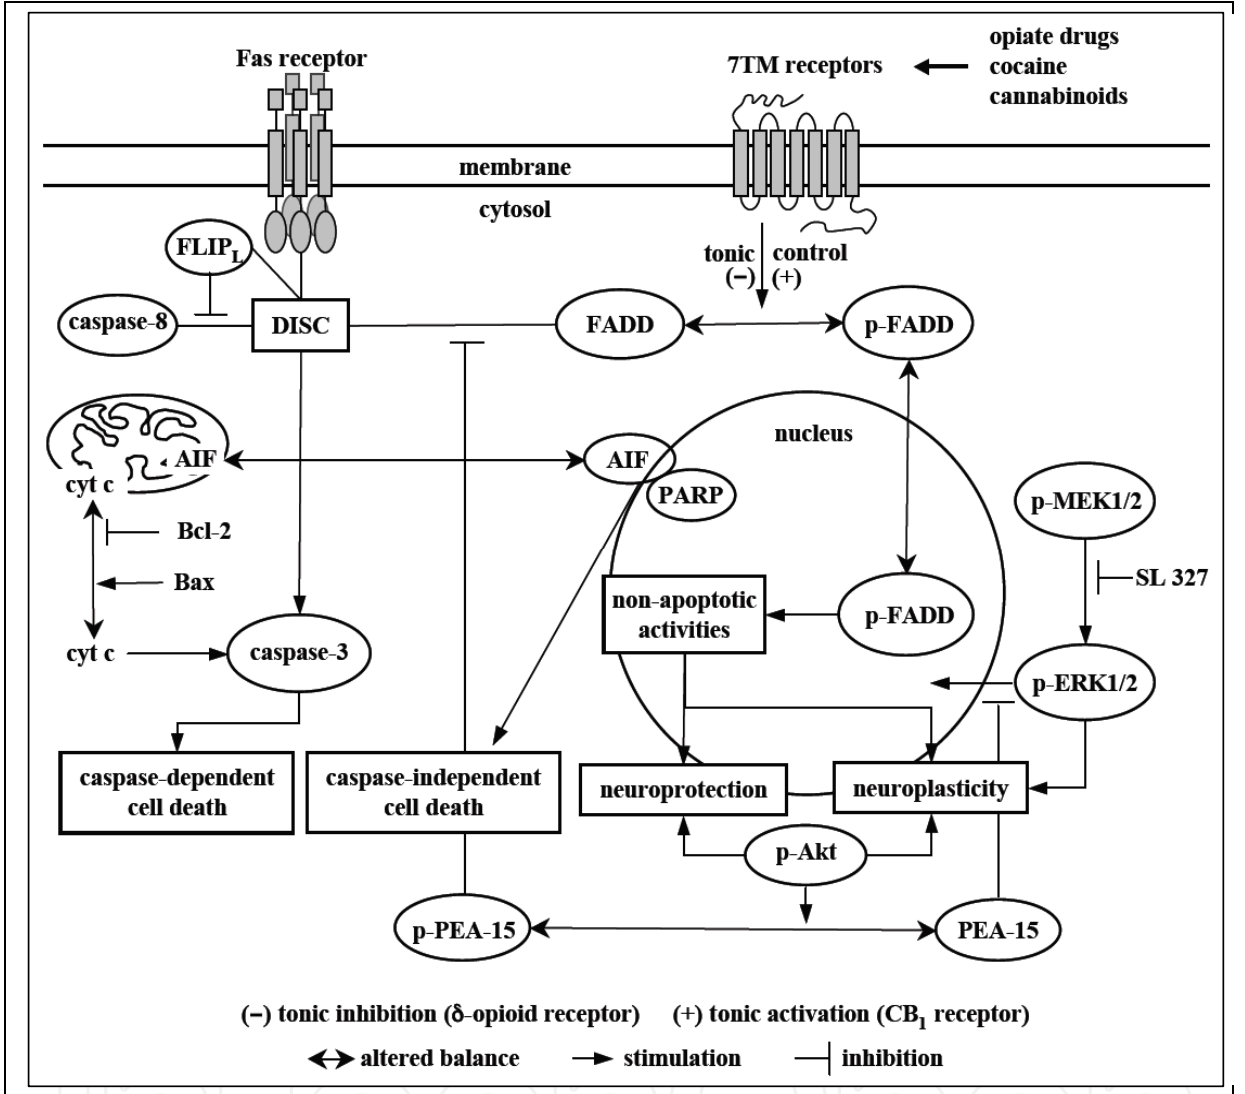 Fas receptor
7TM receptors
opiate drugs
cocaine
cannabinoids
membrane
cytosol
FLIPL
tonic control
(−) (+)
caspase-8
DISC
FADD
p-FADD
nucleus
AIF
cyt c
AIF
PARP
p-MEK1/2
Bcl-2
SL 327
Bax
non-apoptotic
activities
p-FADD
cyt c
caspase-3
p-ERK1/2
caspase-dependent
cell death
caspase-independent
cell death
neuroprotection
neuroplasticity
p-Akt
p-PEA-15
PEA-15
(−) tonic inhibition (δ-opioid receptor) (+) tonic activation (CB1 receptor)
altered balance stimulation inhibition